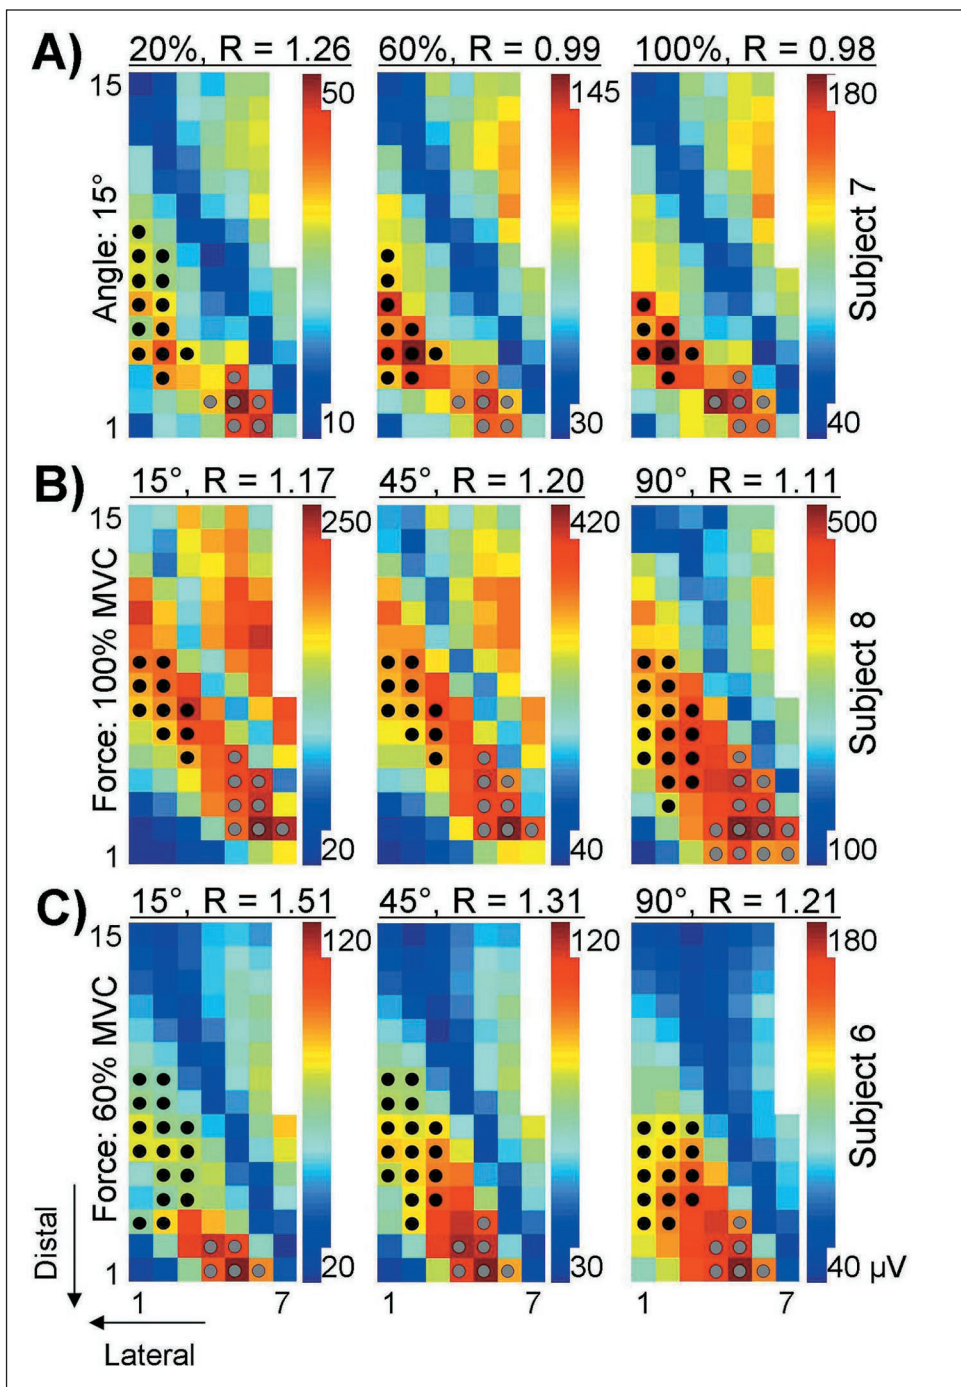 A)
20%, R = 1.26
60%, R = 0.99
100%, R = 0.98
Angle: 15°
15
1
50
10
145
30
180
40
Subject 7
B)
15°, R = 1.17
45°, R = 1.20
90°, R = 1.11
Force: 100% MVC
15
1
250
20
420
40
500
100
Subject 8
C)
15°, R = 1.51
45°, R = 1.31
90°, R = 1.21
Force: 60% MVC
15
1
120
20
120
30
180
40 µV
Subject 6
Distal
1 7
1 7
1 7
Lateral